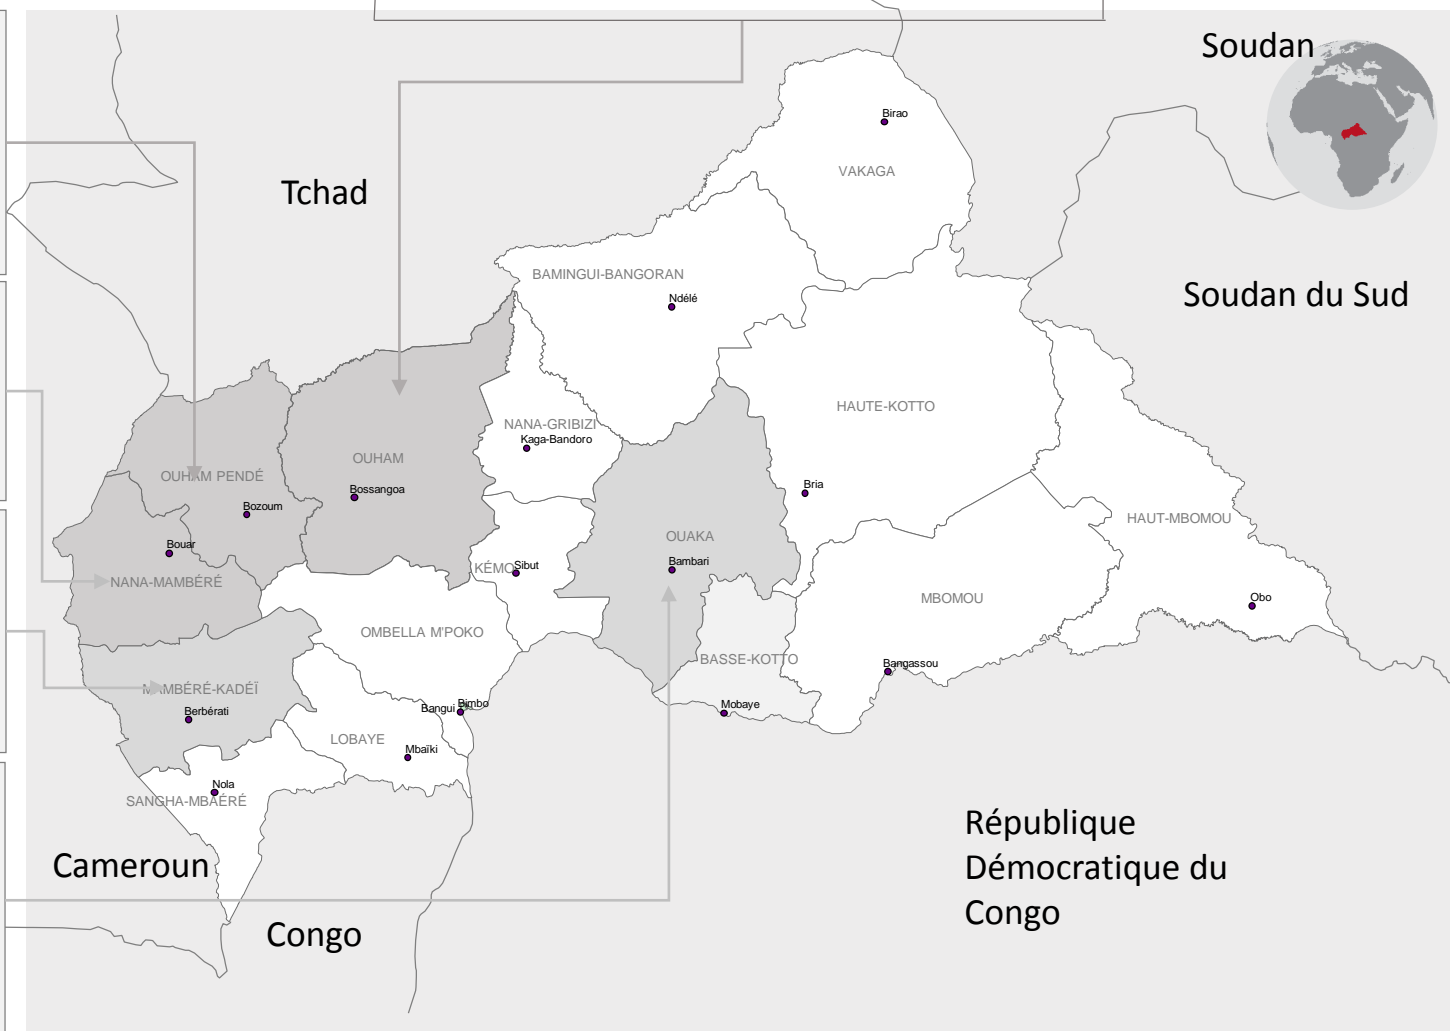 Soudan
Birao
VAKAGA
Tchad
BAMINGUI-BANGORAN
Ndélé
Soudan du Sud
HAUTE-KOTTO
NANA-GRIBIZI
Kaga-Bandoro
OUHAM
OUHAM PENDÉ
Bossangoa
Bozoum
Bria
HAUT-MBOMOU
OUAKA
Bouar
Bambari
KÉMO
Sibut
NANA-MAMBÉRÉ
MBOMOU
Obo
OMBELLA M'POKO
BASSE-KOTTO
Bangassou
MAMBÉRÉ-KADÉÏ
Berbérati
Bangui
Bimbo
Mobaye
LOBAYE
Mbaïki
Nola
SANGHA-MBAÉRÉ
République
Démocratique du
Congo
Cameroun
Congo